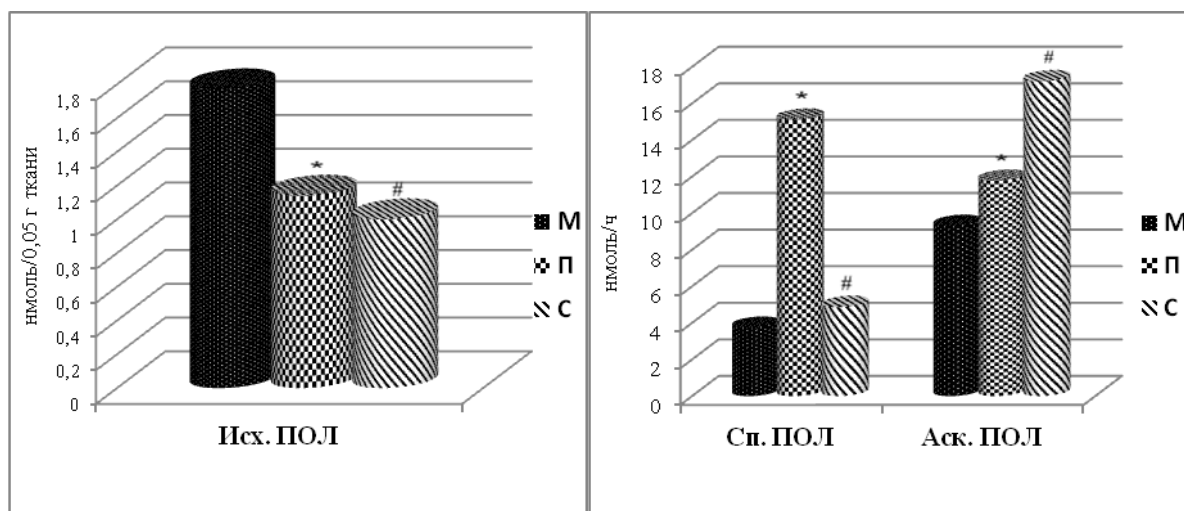 нмоль/0,05 г ткани
1,8
1,6
1,4
1,2
1
0,8
0,6
0,4
0,2
0
*
#
Исх. ПОЛ
М
П
С
нмоль/ч
18
16
14
12
10
8
6
4
2
0
*
#
*
#
Сп. ПОЛ
Аск. ПОЛ
М
П
С